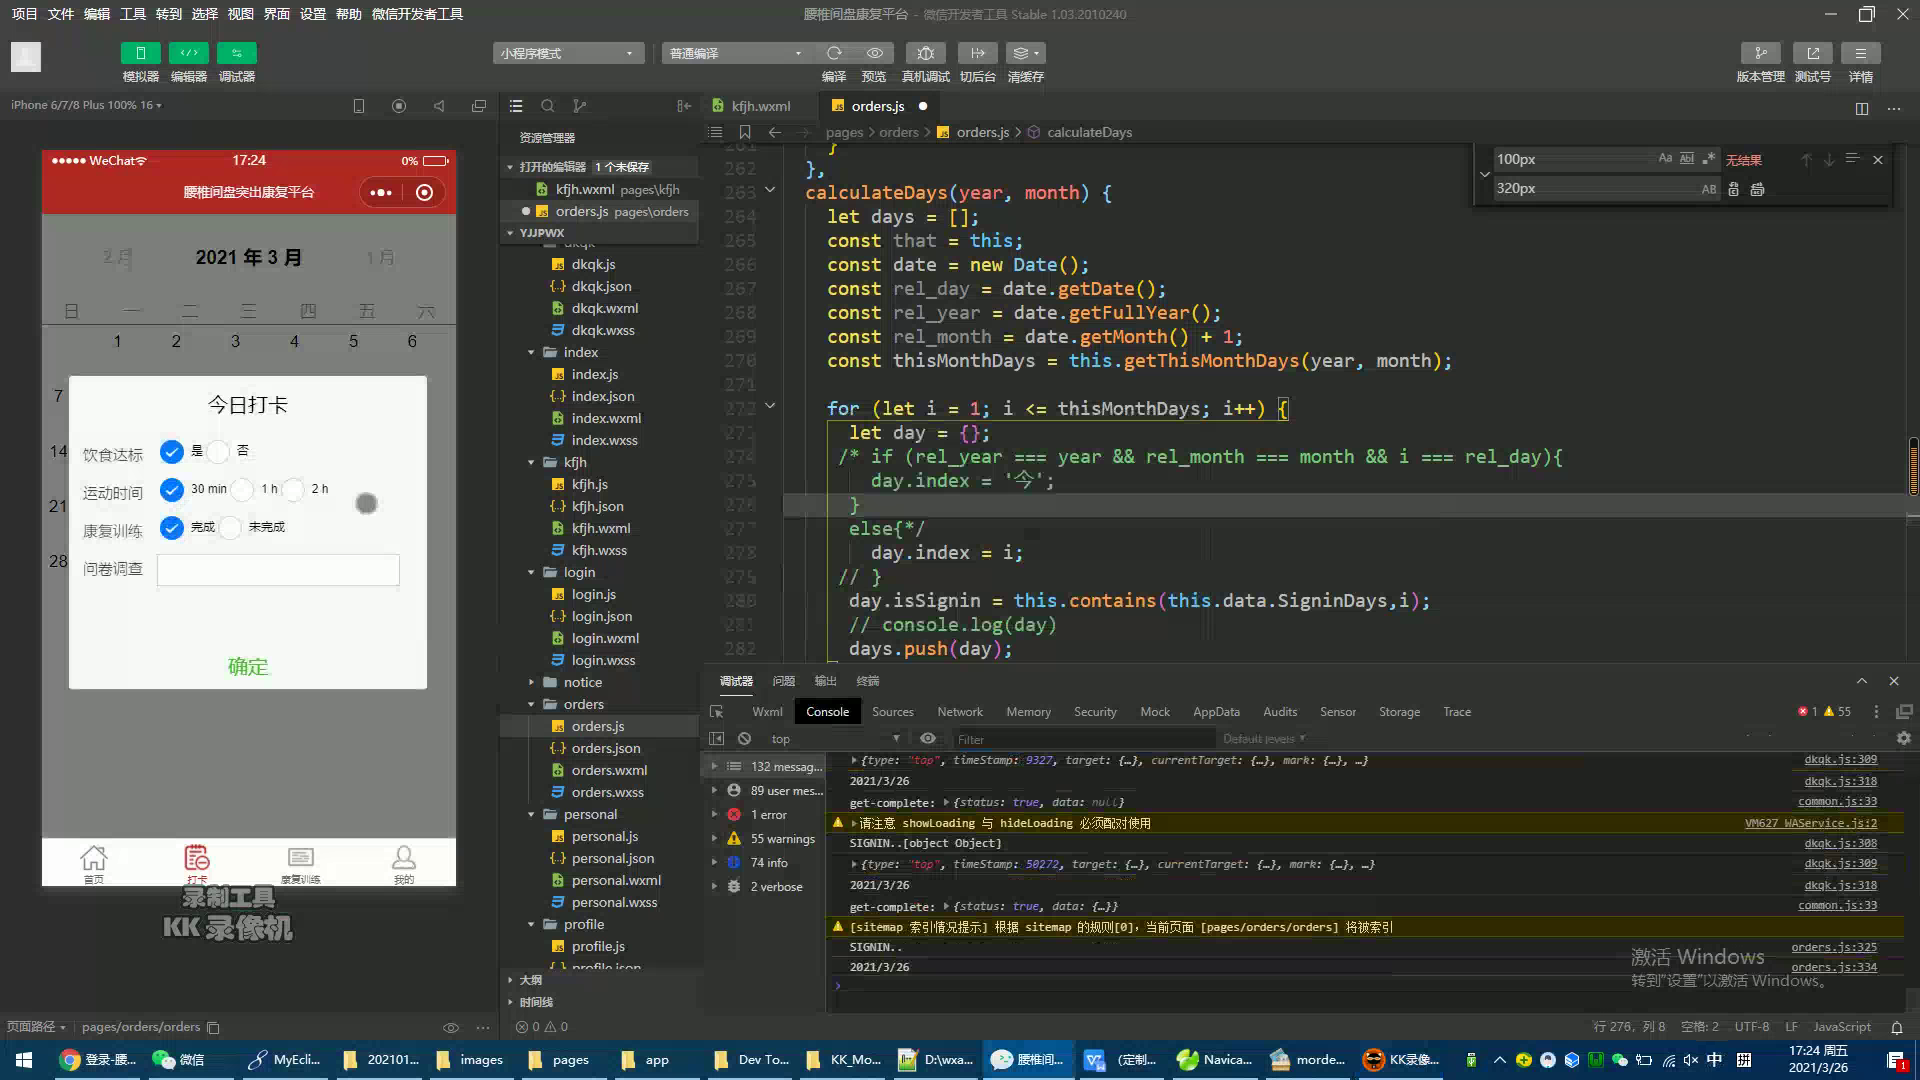 项目 文件 编辑 工具 转到 选择 视图 界面 设置 帮助 微信开发者工具
腰椎间盘康复平台 - 微信开发者工具 Stable 1.03.2010240
小程序模式
普通编译
模拟器 编辑器 调试器
编译 预览 真机调试 切后台 清缓存
版本管理 测试号 详情
iPhone 6/7/8 Plus 100% 16
WeChat
17:24
0%
腰椎间盘突出康复平台
2月
2021 年 3 月
1月
日 一 二 三 四 五 六
1 2 3 4 5 6
7
14
21
28
今日打卡
饮食达标 是 否
运动时间 30 min 1 h 2 h
康复训练 完成 未完成
问卷调查
确定
首页 打卡 康复训练 我的
录制工具
KK 录像机
页面路径 pages/orders/orders
资源管理器
打开的编辑器 1 个未保存
kfjh.wxml pages\kfjh
orders.js pages\orders
YJJPWX
dkqk
dkqk.js
dkqk.json
dkqk.wxml
dkqk.wxss
index
index.js
index.json
index.wxml
index.wxss
kfjh
kfjh.js
kfjh.json
kfjh.wxml
kfjh.wxss
login
login.js
login.json
login.wxml
login.wxss
notice
orders
orders.js
orders.json
orders.wxml
orders.wxss
personal
personal.js
personal.json
personal.wxml
personal.wxss
profile
profile.js
profile.json
大纲
时间线
0 0
kfjh.wxml
orders.js
pages > orders > orders.js > calculateDays
100px Aa Abl .* 无结果
320px AB
261 }
262 },
263 calculateDays(year, month) {
264 let days = [];
265 const that = this;
266 const date = new Date();
267 const rel_day = date.getDate();
268 const rel_year = date.getFullYear();
269 const rel_month = date.getMonth() + 1;
270 const thisMonthDays = this.getThisMonthDays(year, month);
271
272 for (let i = 1; i <= thisMonthDays; i++) {
273 let day = {};
274 /* if (rel_year === year && rel_month === month && i === rel_day){
275 day.index = '今';
276 }
277 else{*/
278 day.index = i;
279 // }
280 day.isSignin = this.contains(this.data.SigninDays,i);
281 // console.log(day)
282 days.push(day);
调试器 问题 输出 终端
Wxml Console Sources Network Memory Security Mock AppData Audits Sensor Storage Trace
1 55
top
Filter
Default levels
132 messag...
89 user mes...
1 error
55 warnings
74 info
2 verbose
{type: "tap", timeStamp: 9327, target: {…}, currentTarget: {…}, mark: {…}, …} dkqk.js:309
2021/3/26 dkqk.js:318
get-complete: {status: true, data: null} common.js:33
请注意 showLoading 与 hideLoading 必须配对使用 VM627 WAService.js:2
SIGNIN..[object Object] dkqk.js:308
{type: "tap", timeStamp: 50272, target: {…}, currentTarget: {…}, mark: {…}, …} dkqk.js:309
2021/3/26 dkqk.js:318
get-complete: {status: true, data: {…}} common.js:33
[sitemap 索引情况提示] 根据 sitemap 的规则[0]，当前页面 [pages/orders/orders] 将被索引
SIGNIN.. orders.js:325
2021/3/26 orders.js:334
激活 Windows
转到“设置”以激活 Windows。
行 276，列 8 空格: 2 UTF-8 LF JavaScript
登录-腰... 微信 MyEcli... 202101... images pages app Dev To... KK_Mo... D:\wxa... 腰椎间... (定制... Navica... morde... KK录像...
中 拼
17:24 周五
2021/3/26
1